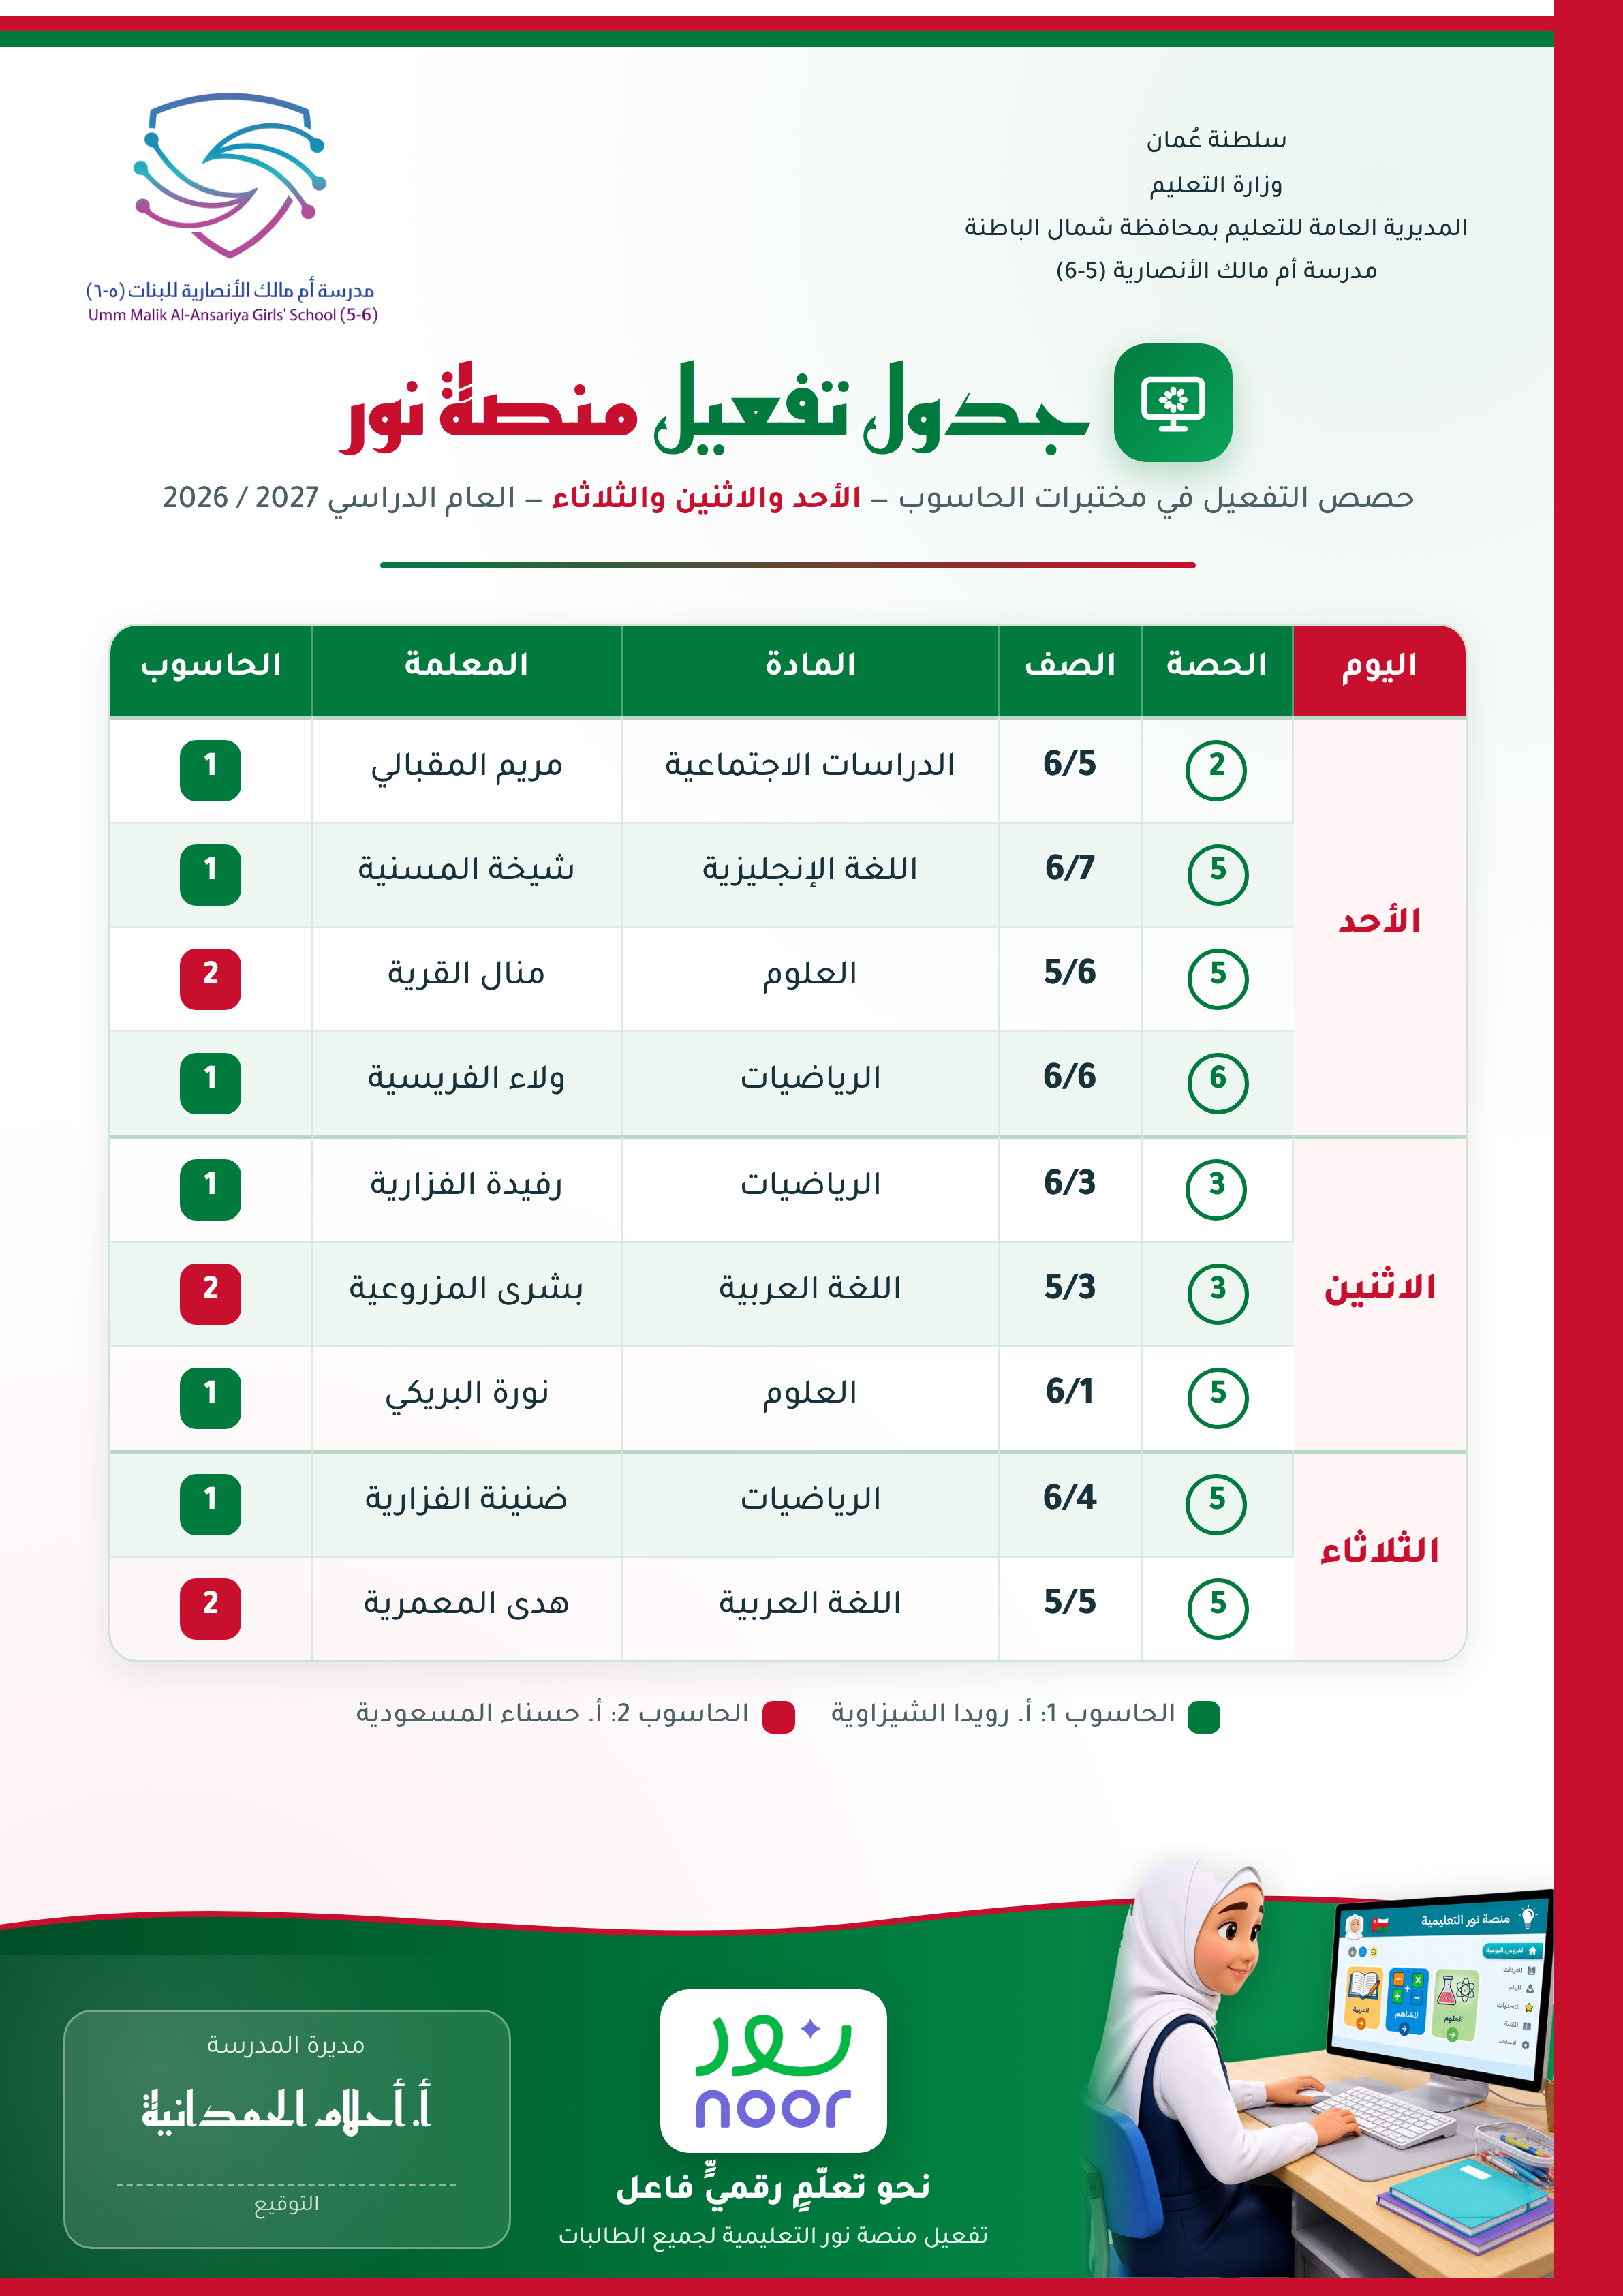 سلطنة عُمان
وزارة التعليم
المديرية العامة للتعليم بمحافظة شمال الباطنة
مدرسة أم مالك الأنصارية (5-6)
مدرسة أم مالك الأنصارية للبنات (٥-٦)
Umm Malik Al-Ansariya Girls' School (5-6)
جدول تفعيل منصة نور
حصص التفعيل في مختبرات الحاسوب – الأحد والاثنين والثلاثاء – العام الدراسي 2027 / 2026
اليوم الحصة الصف المادة المعلمة الحاسوب
الأحد
2 6/5 الدراسات الاجتماعية مريم المقبالي 1
5 6/7 اللغة الإنجليزية شيخة المسنية 1
5 5/6 العلوم منال القرية 2
6 6/6 الرياضيات ولاء الفريسية 1
الاثنين
3 6/3 الرياضيات رفيدة الفزارية 1
3 5/3 اللغة العربية بشرى المزروعية 2
5 6/1 العلوم نورة البريكي 1
الثلاثاء
5 6/4 الرياضيات ضنينة الفزارية 1
5 5/5 اللغة العربية هدى المعمرية 2
الحاسوب 1: أ. رويدا الشيزاوية
الحاسوب 2: أ. حسناء المسعودية
منصة نور التعليمية
الدروس اليومية
المهام
التحديات
المكتبة
العلوم
العربية
نور
noor
نحو تعلّمٍ رقميٍّ فاعل
تفعيل منصة نور التعليمية لجميع الطالبات
مديرة المدرسة
أ. أحلام الحمدانية
التوقيع